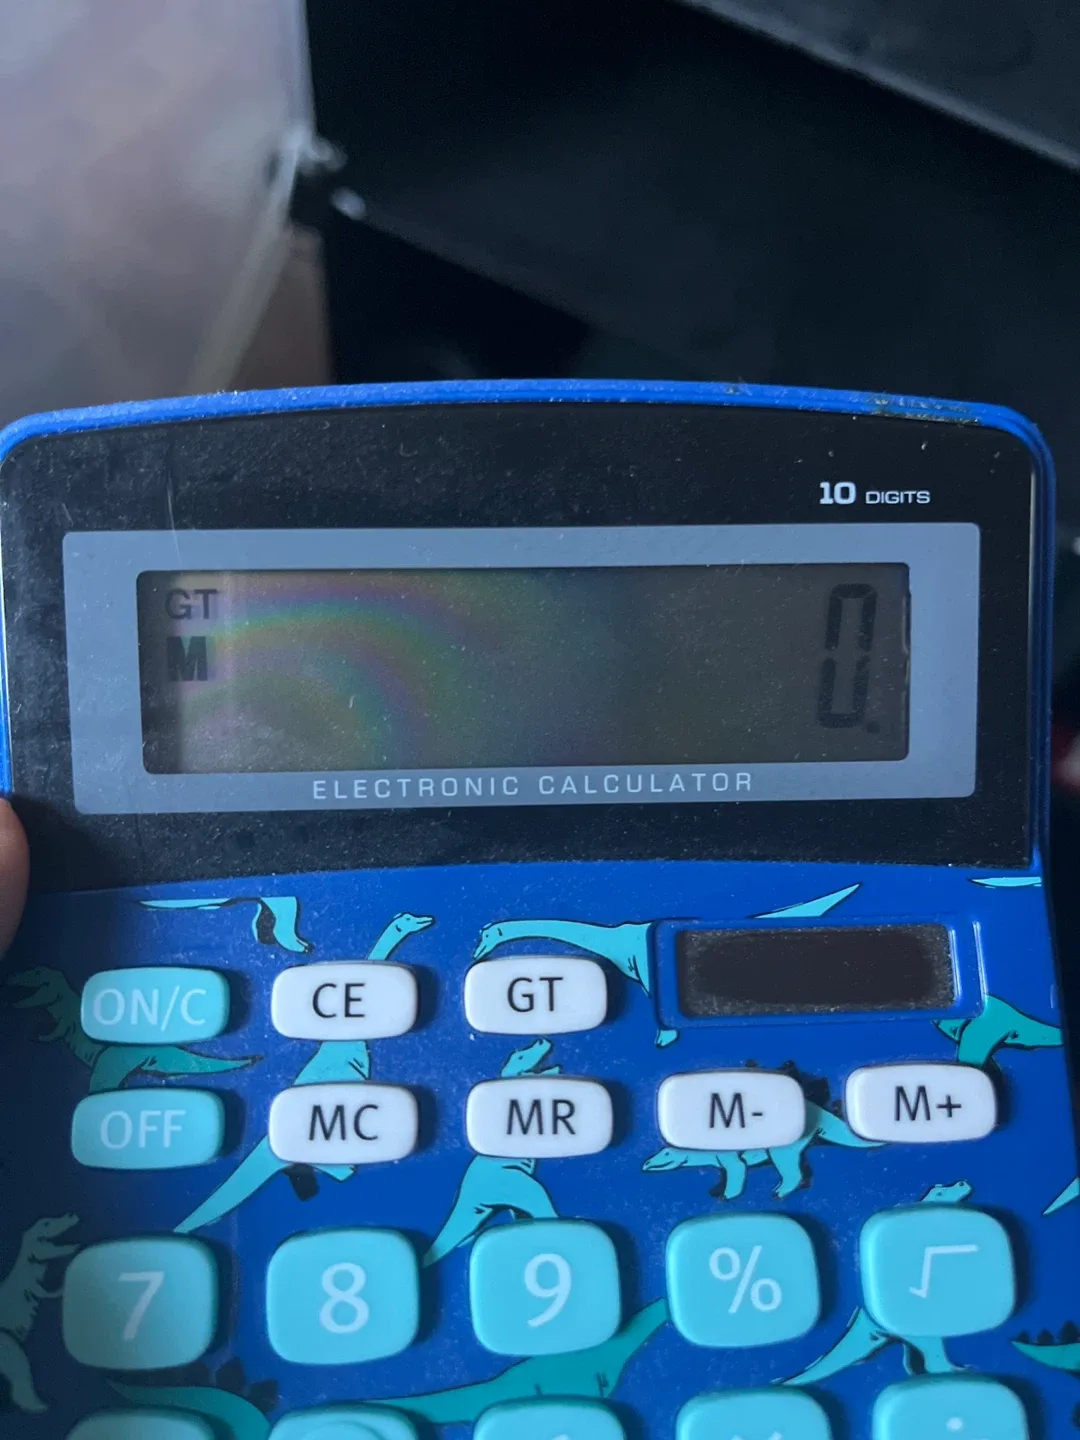 10 DIGITS
GT
M
0.
ELECTRONIC CALCULATOR
ON/C CE GT
OFF MC MR M- M+
7 8 9 % √